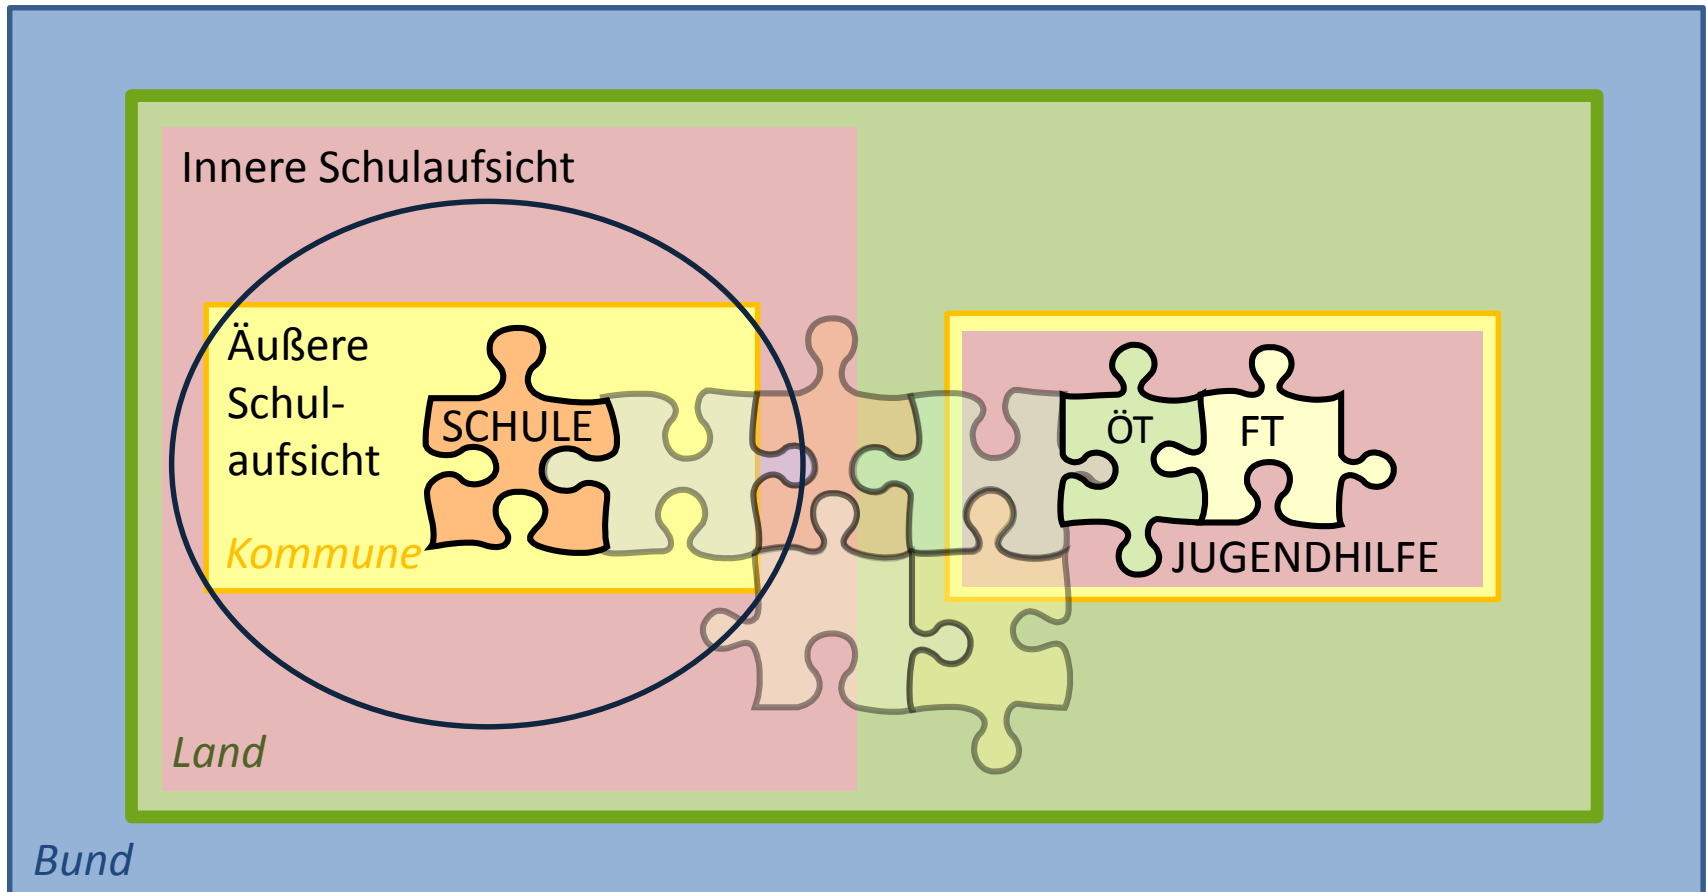 Innere Schulaufsicht
Äußere
Schul-
aufsicht
SCHULE
ÖT
FT
Kommune
JUGENDHILFE
Land
Bund